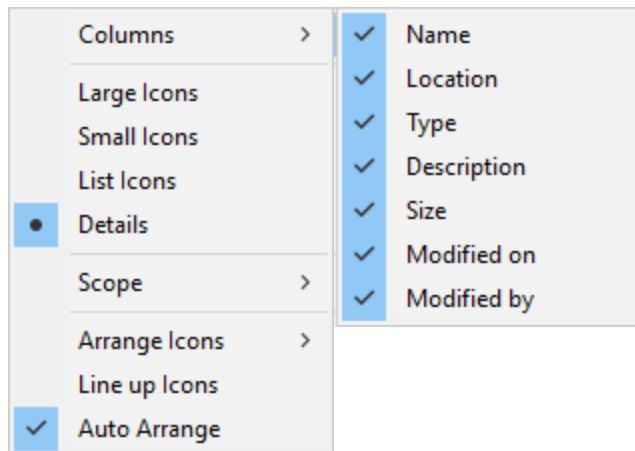 Columns
Large Icons
Small Icons
List Icons
Details
Scope
Arrange Icons
Line up Icons
Auto Arrange
Name
Location
Type
Description
Size
Modified on
Modified by